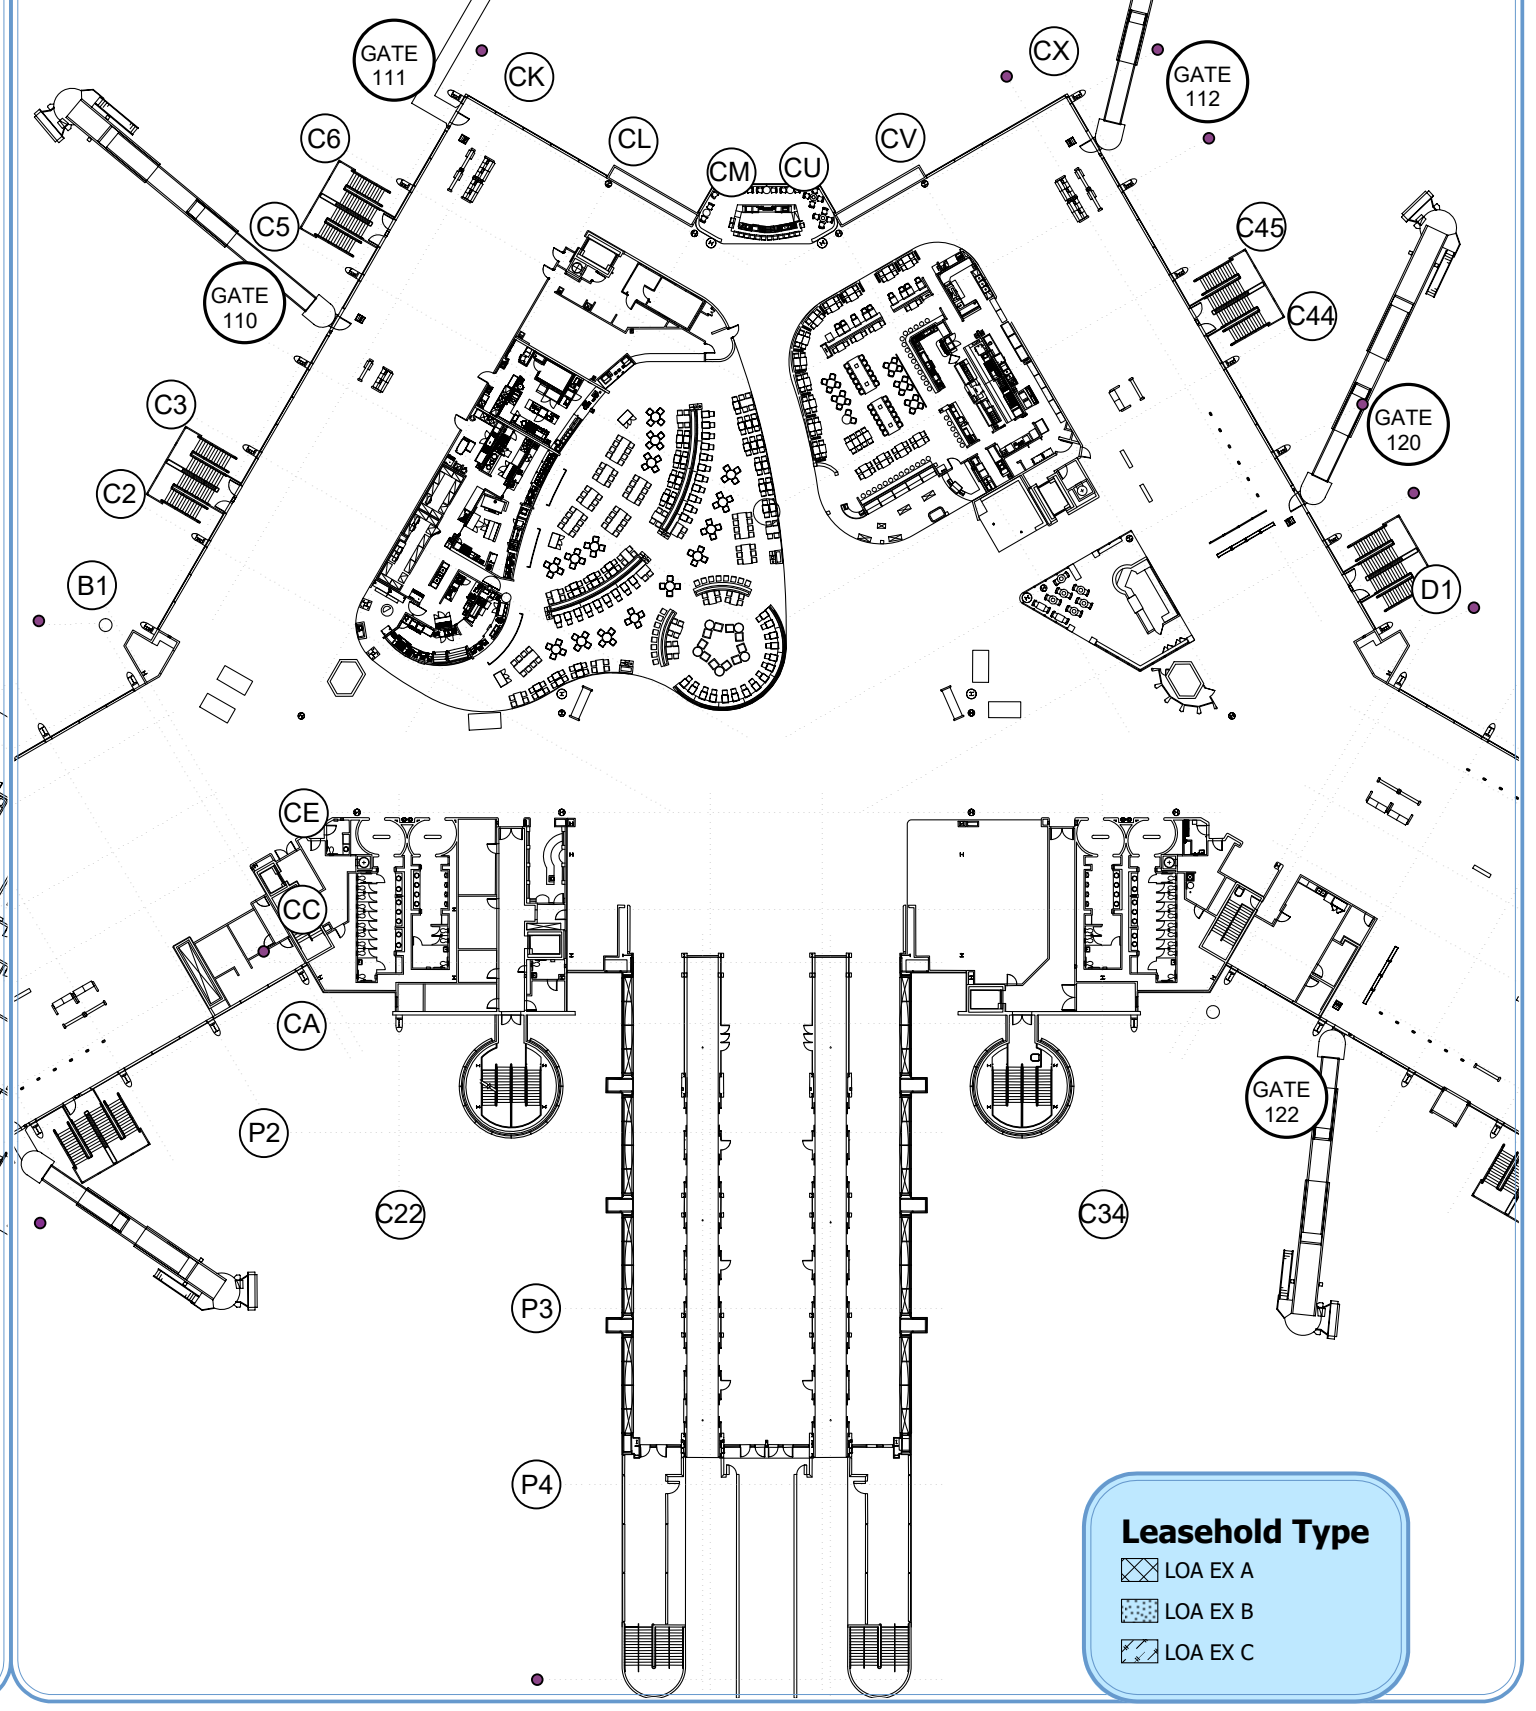 GATE
111
CK
CX
GATE
112
C6
CL
CM
CU
CV
C5
C45
GATE
110
C44
C3
GATE
120
C2
B1
D1
CE
CC
CA
GATE
122
P2
C22
C34
P3
P4
Leasehold Type
LOA EX A
LOA EX B
LOA EX C